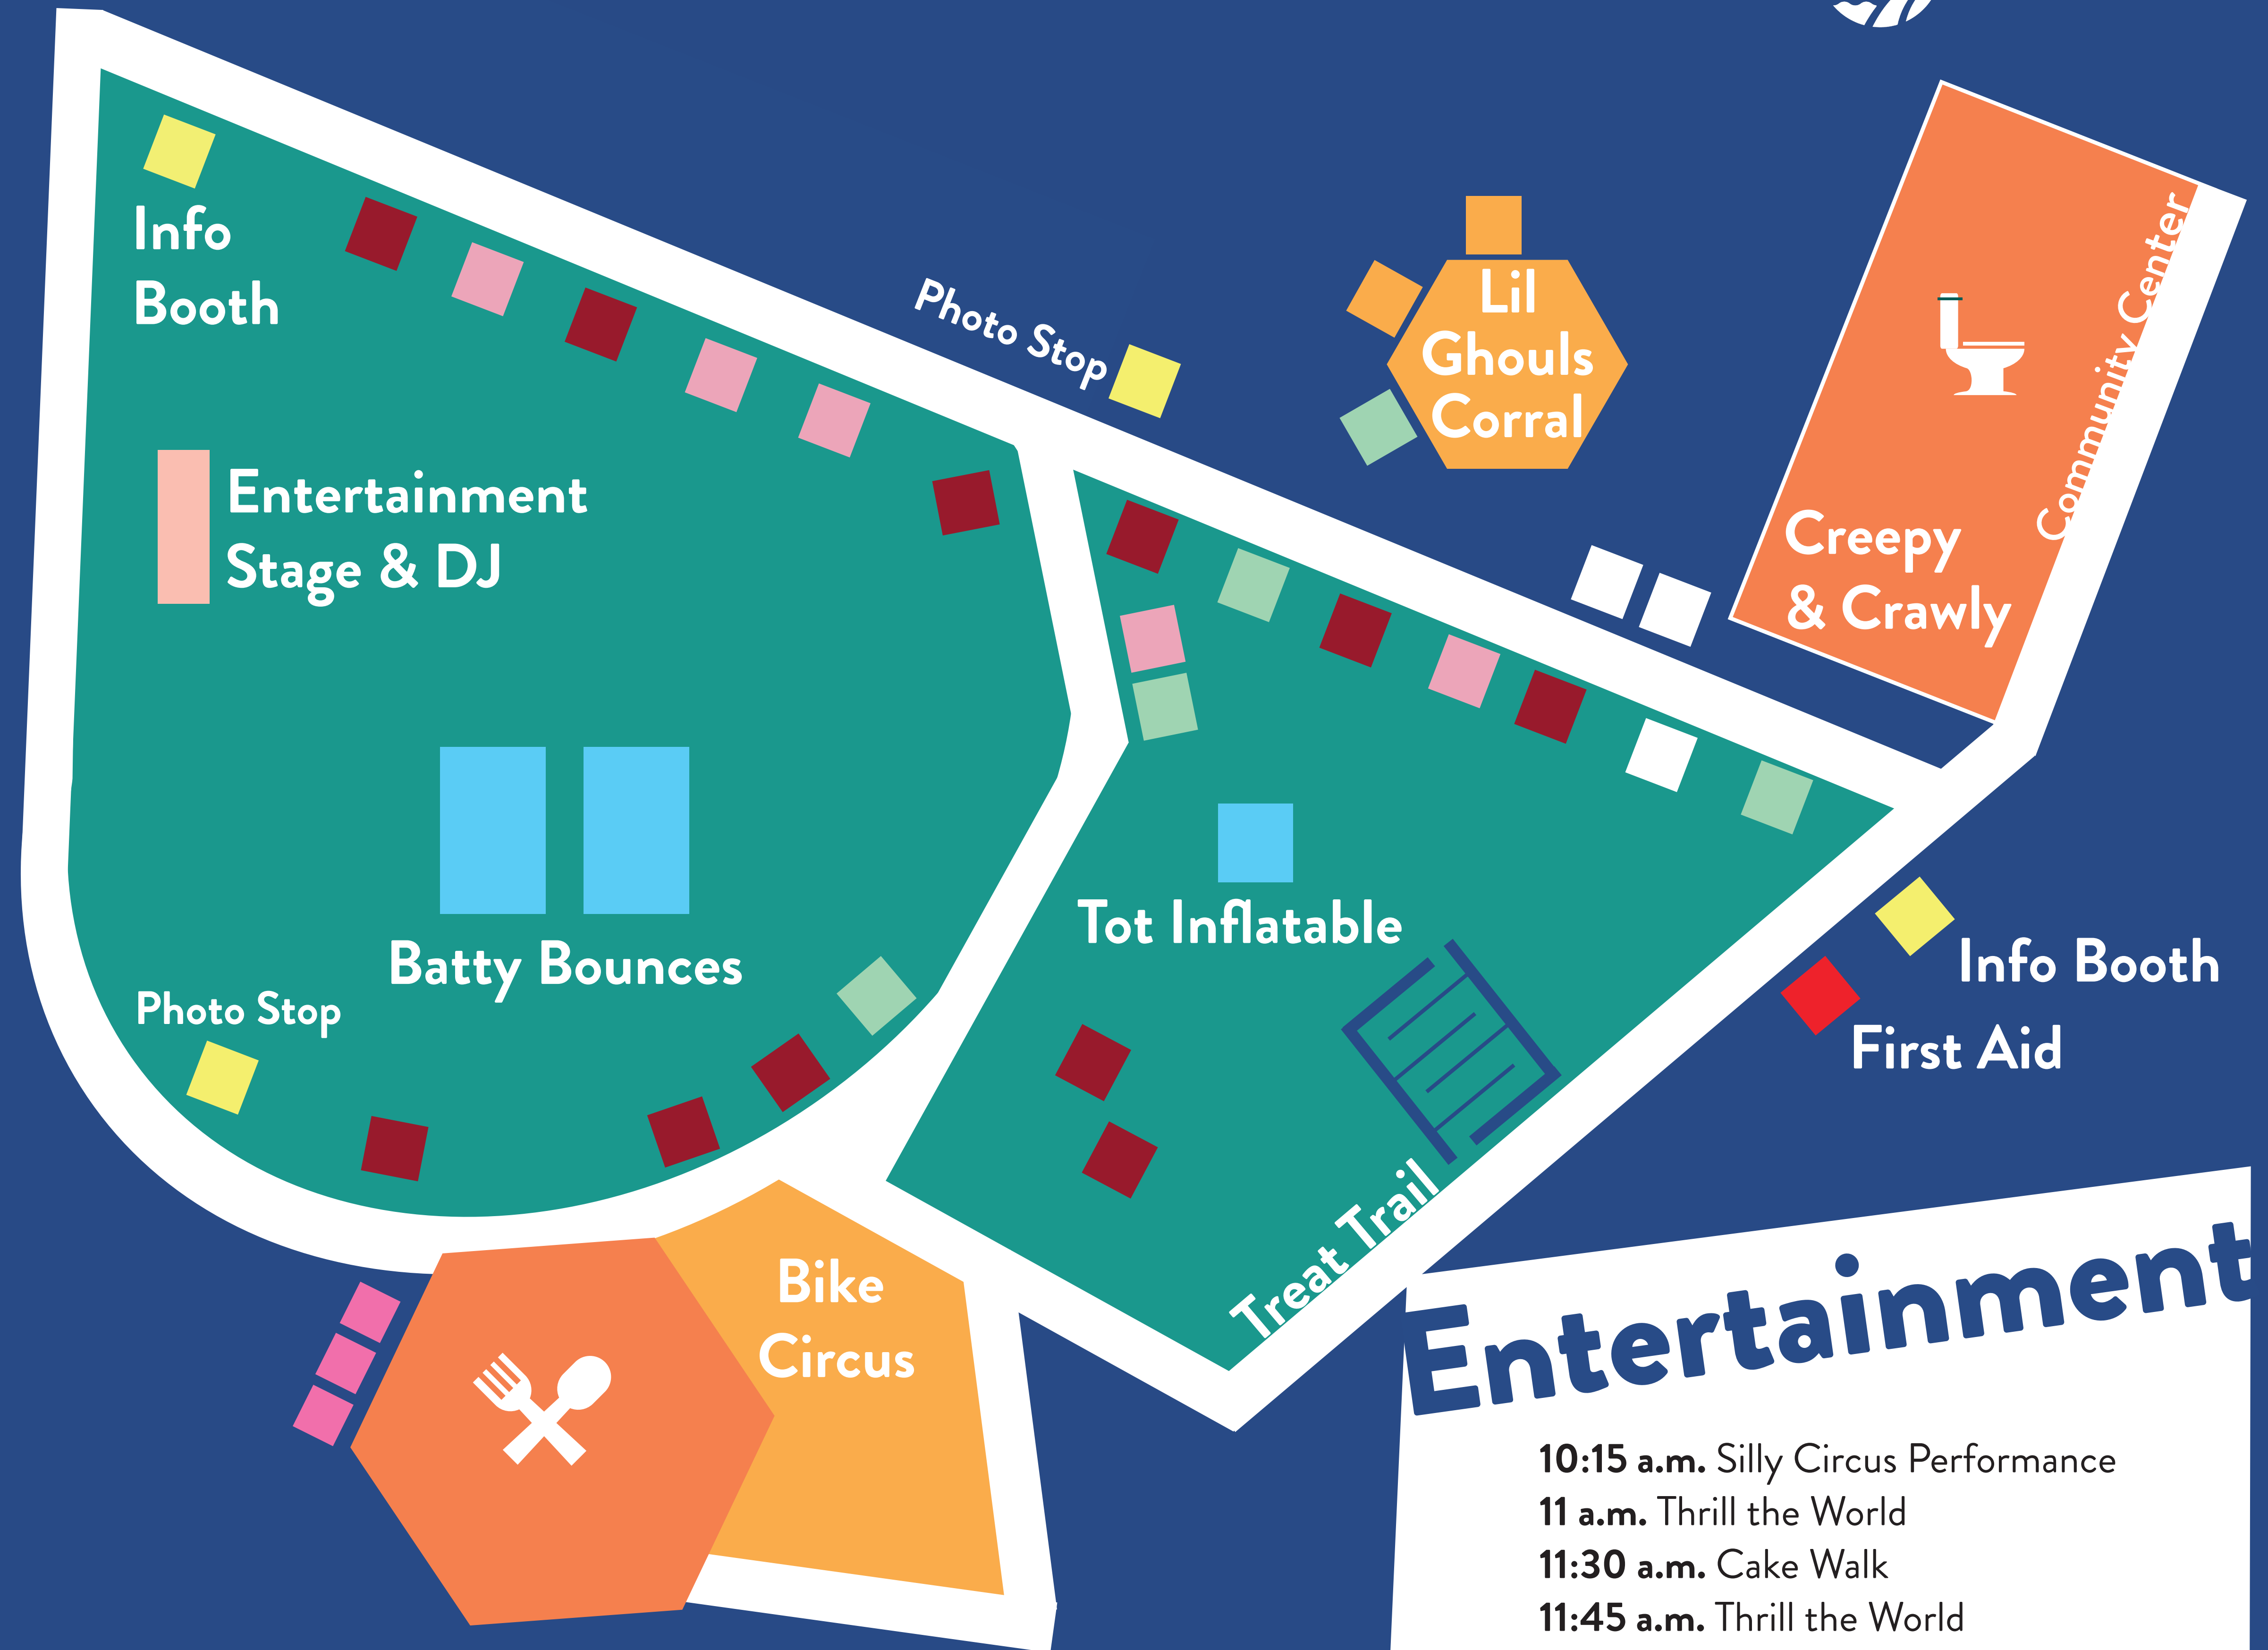 Info
Booth
Photo Stop
Lil
Ghouls
Corral
Community Center
Creepy
& Crawly
Entertainment
Stage & DJ
Tot Inflatable
Batty Bounces
Photo Stop
Info Booth
First Aid
Treat Trail
Bike
Circus
Entertainment
10:15 a.m. Silly Circus Performance
11 a.m. Thrill the World
11:30 a.m. Cake Walk
11:45 a.m. Thrill the World